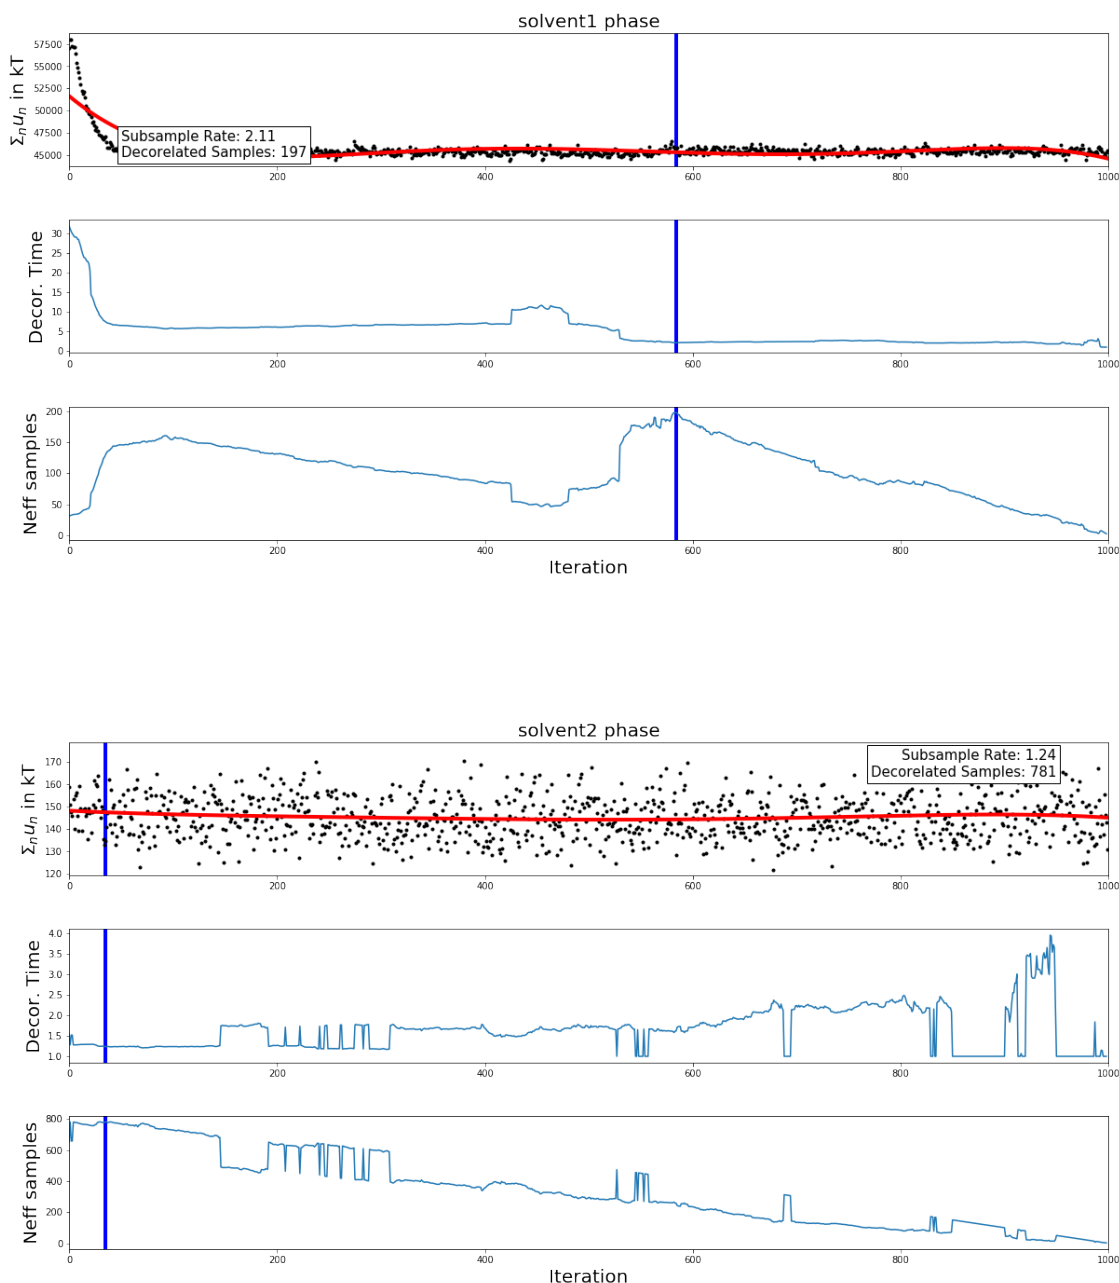 solvent1 phase
Σₙuₙ in kT
57500
55000
52500
50000
47500
45000
Subsample Rate: 2.11
Decorelated Samples: 197
0 200 400 600 800 1000
Decor. Time
30
25
20
15
10
5
0
0 200 400 600 800 1000
Neff samples
200
150
100
50
0
0 200 400 600 800 1000
Iteration
solvent2 phase
Σₙuₙ in kT
170
160
150
140
130
120
Subsample Rate: 1.24
Decorelated Samples: 781
0 200 400 600 800 1000
Decor. Time
4.0
3.5
3.0
2.5
2.0
1.5
1.0
0 200 400 600 800 1000
Neff samples
800
600
400
200
0
0 200 400 600 800 1000
Iteration